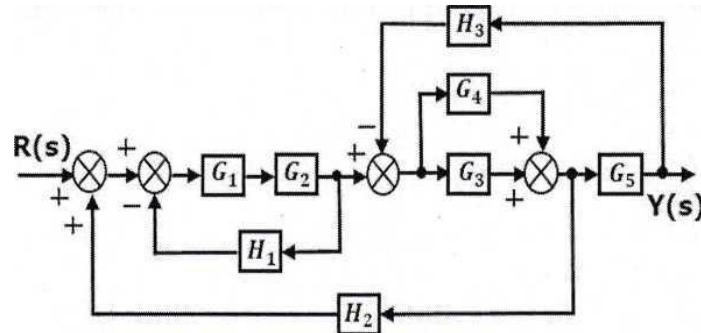 H₃
G₄
R(s)
+
+
+
+
−
−
+
+
+
G₁
G₂
G₃
G₅
Y(s)
H₁
H₂